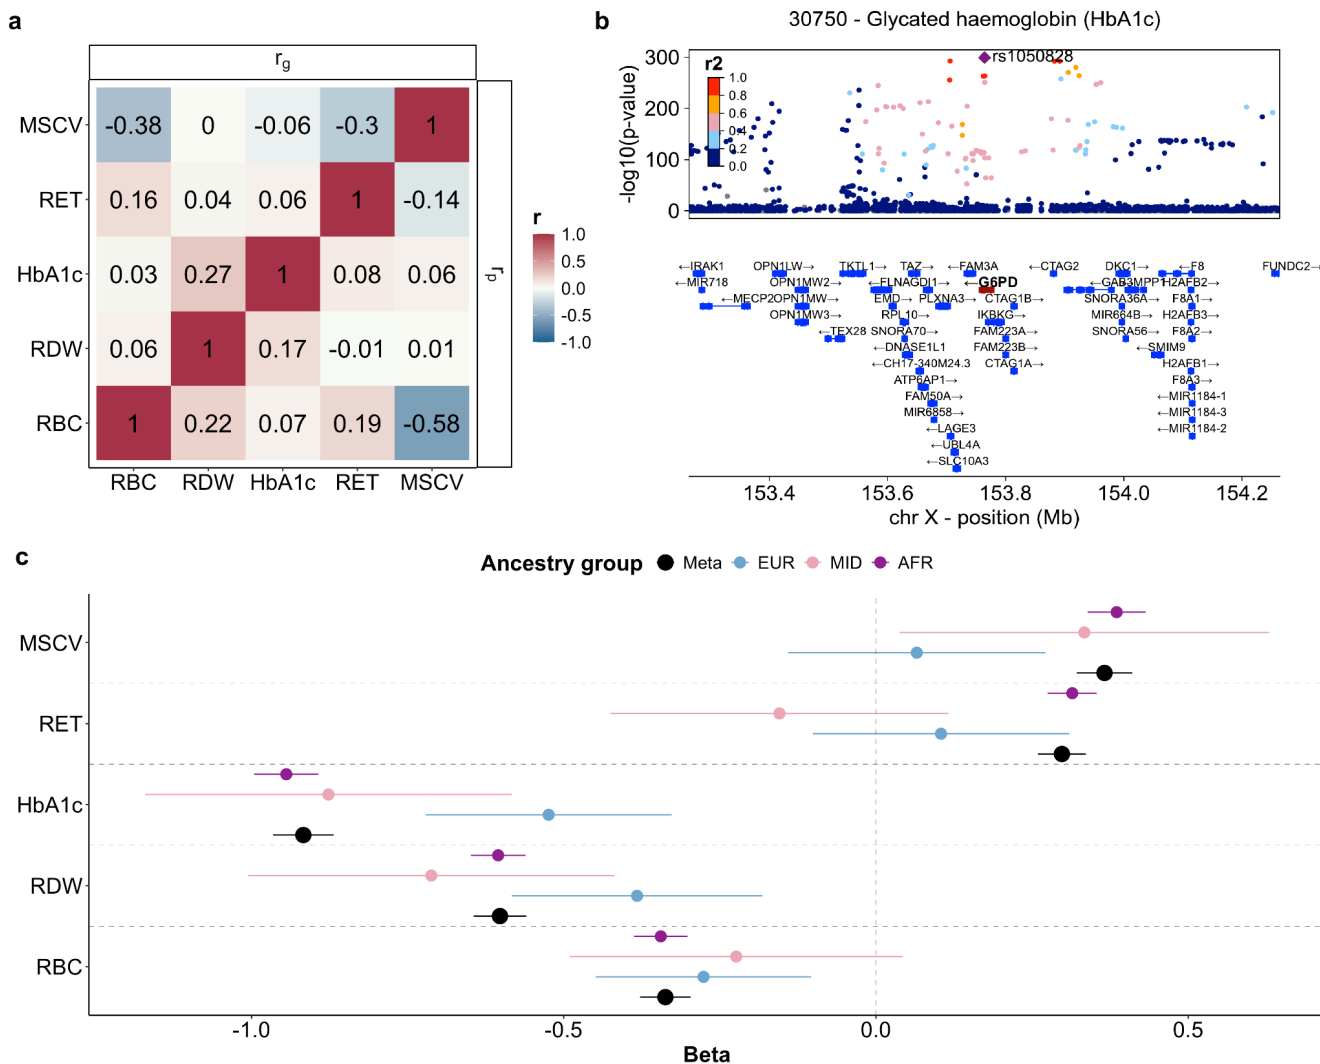 a
r_g
r_p
MSCV
-0.38 0 -0.06 -0.3 1
RET
0.16 0.04 0.06 1 -0.14
HbA1c
0.03 0.27 1 0.08 0.06
RDW
0.06 1 0.17 -0.01 0.01
RBC
1 0.22 0.07 0.19 -0.58
RBC RDW HbA1c RET MSCV
r
1.0
0.5
0.0
-0.5
-1.0
b
30750 - Glycated haemoglobin (HbA1c)
-log10(p-value)
300
200
100
0
r2
1.0
0.8
0.6
0.4
0.2
0.0
rs1050828
←IRAK1 OPN1LW→ TKTL1→ TAZ→ ←FAM3A ←CTAG2 DKC1→ ←F8 FUNDC2→
←MIR718 OPN1MW2→ ←FLNA GDI1→ ←G6PD ←GAB3 MPP1 H2AFB2→
←MECP2 OPN1MW→ EMD→ PLXNA3→ CTAG1B→ SNORA36A→ F8A1→
OPN1MW3→ RPL10→ IKBKG→ MIR664B→ H2AFB3→
←TEX28 SNORA70→ FAM223A→ SNORA56→ F8A2→
←DNASE1L1 FAM223B→ ←SMIM9
←CH17-340M24.3 CTAG1A→ H2AFB1→
ATP6AP1→ F8A3→
FAM50A→ ←MIR1184-1
MIR6858→ ←MIR1184-3
←LAGE3 ←MIR1184-2
←UBL4A
←SLC10A3
153.4 153.6 153.8 154.0 154.2
chr X - position (Mb)
c
Ancestry group Meta EUR MID AFR
MSCV
RET
HbA1c
RDW
RBC
-1.0 -0.5 0.0 0.5
Beta